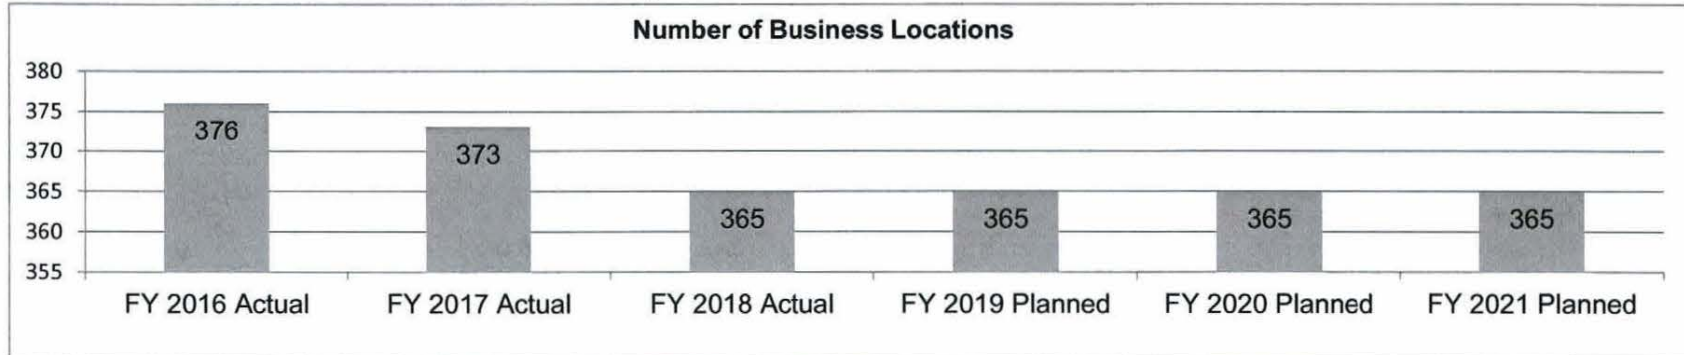 Number of Business Locations
380
375
370
365
360
355
376
373
365
365
365
365
FY 2016 Actual
FY 2017 Actual
FY 2018 Actual
FY 2019 Planned
FY 2020 Planned
FY 2021 Planned